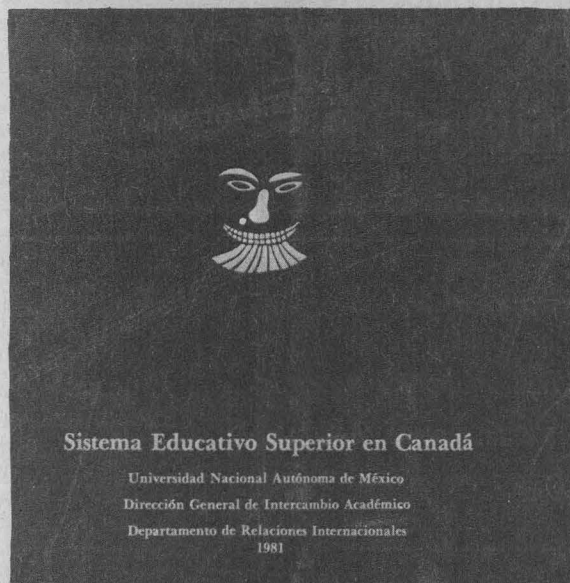 Sistema Educativo Superior en Canadá
Universidad Nacional Autónoma de México
Dirección General de Intercambio Académico
Departamento de Relaciones Internacionales
1981